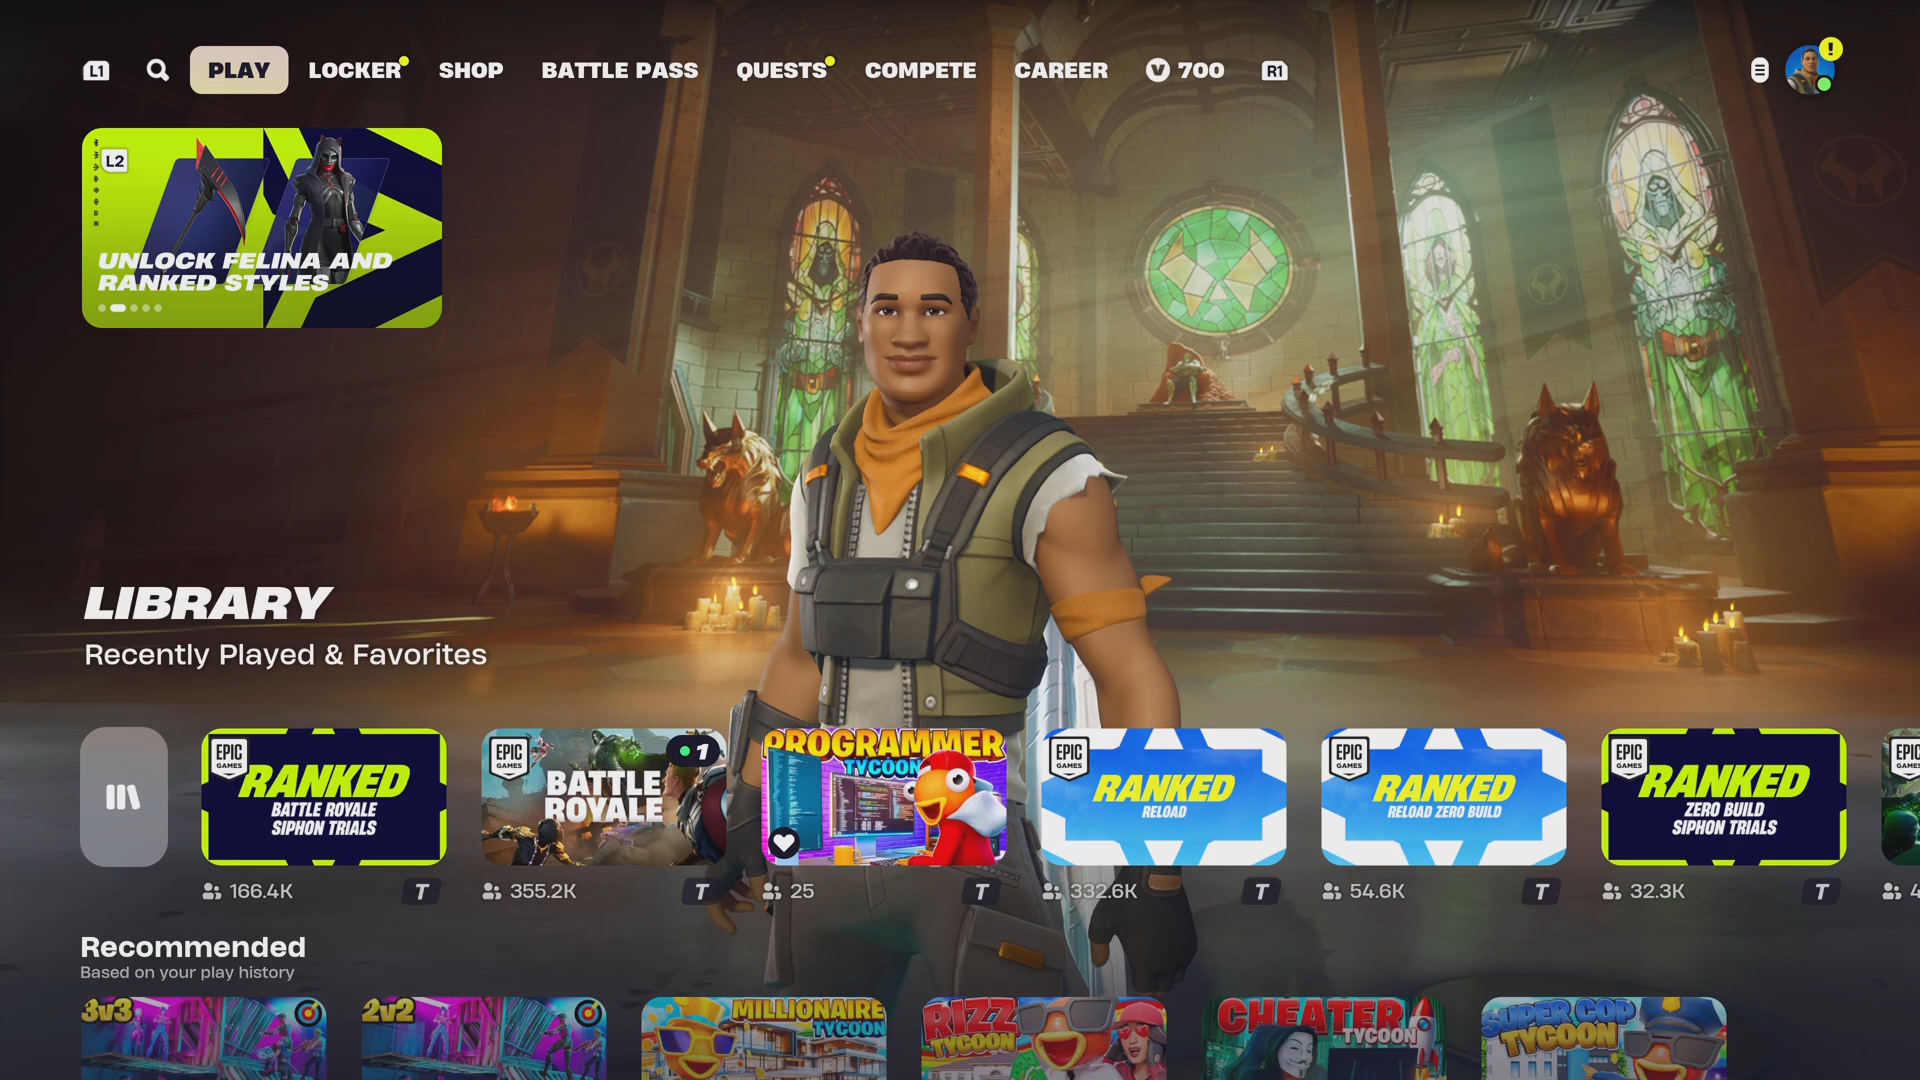 L1
PLAY
LOCKER
SHOP
BATTLE PASS
QUESTS
COMPETE
CAREER
V 700
R1
!
L2
UNLOCK FELINA AND
RANKED STYLES
LIBRARY
Recently Played & Favorites
EPIC
GAMES
RANKED
BATTLE ROYALE
SIPHON TRIALS
EPIC
GAMES
1
BATTLE
ROYALE
PROGRAMMER
TYCOON
EPIC
GAMES
RANKED
RELOAD
EPIC
GAMES
RANKED
RELOAD ZERO BUILD
EPIC
GAMES
RANKED
ZERO BUILD
SIPHON TRIALS
EPIC
GAMES
166.4K
T
355.2K
T
25
T
332.6K
T
54.6K
T
32.3K
T
4
Recommended
Based on your play history
3v3
2v2
MILLIONAIRE
TYCOON
RIZZ
TYCOON
CHEATER
TYCOON
SUPER COP
TYCOON